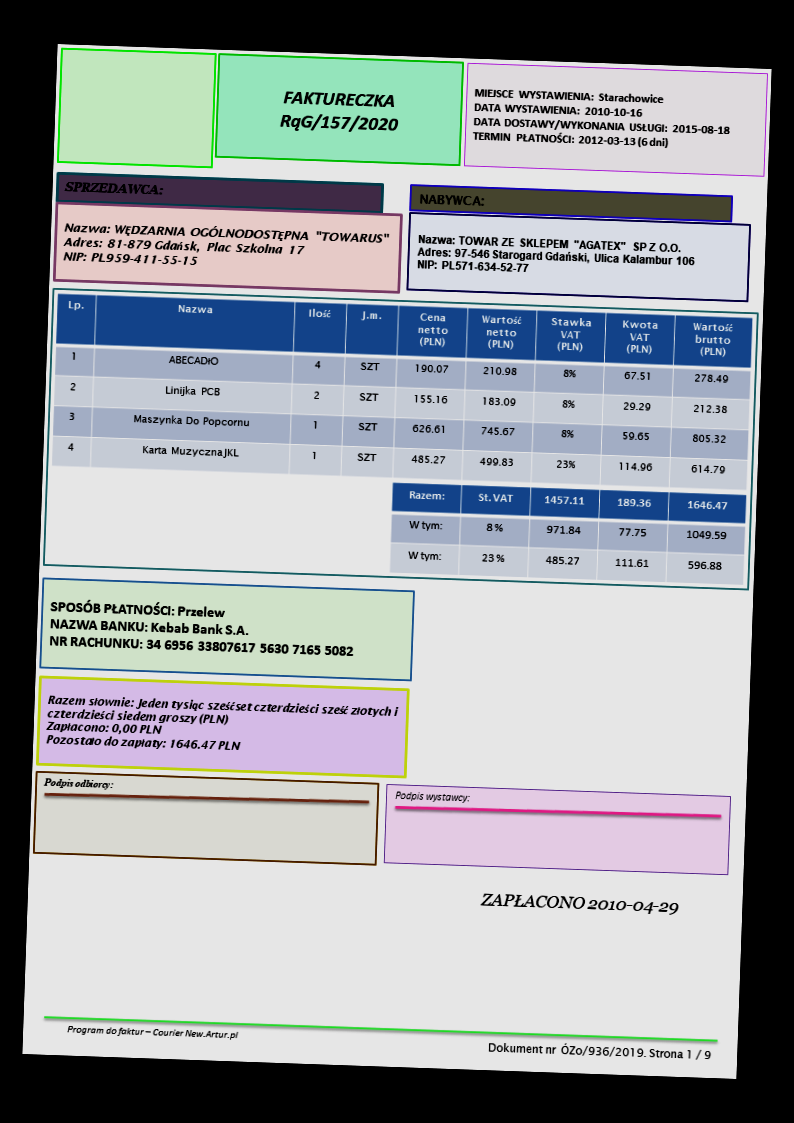 FAKTURECZKA
RqG/157/2020
MIEJSCE WYSTAWIENIA: Starachowice
DATA WYSTAWIENIA: 2010-10-16
DATA DOSTAWY/WYKONANIA USŁUGI: 2015-08-18
TERMIN PŁATNOŚCI: 2012-03-13 (6 dni)
SPRZEDAWCA:
Nazwa: WĘDZARNIA OGÓLNODOSTĘPNA "TOWARUS"
Adres: 81-879 Gdańsk, Plac Szkolna 17
NIP: PL959-411-55-15
NABYWCA:
Nazwa: TOWAR ZE SKLEPEM "AGATEX" SP Z O.O.
Adres: 97-546 Starogard Gdański, Ulica Kalambur 106
NIP: PL571-634-52-77
Lp. Nazwa Ilość J.m. Cena netto (PLN) Wartość netto (PLN) Stawka VAT (PLN) Kwota VAT (PLN) Wartość brutto (PLN)
1 ABECADłO 4 SZT 190.07 210.98 8% 67.51 278.49
2 Linijka PCB 2 SZT 155.16 183.09 8% 29.29 212.38
3 Maszynka Do Popcornu 1 SZT 626.61 745.67 8% 59.65 805.32
4 Karta Muzyczna JKL 1 SZT 485.27 499.83 23% 114.96 614.79
Razem: St. VAT 1457.11 189.36 1646.47
W tym: 8 % 971.84 77.75 1049.59
W tym: 23 % 485.27 111.61 596.88
SPOSÓB PŁATNOŚCI: Przelew
NAZWA BANKU: Kebab Bank S.A.
NR RACHUNKU: 34 6956 33807617 5630 7165 5082
Razem słownie: Jeden tysiąc sześćset czterdzieści sześć złotych i
czterdzieści siedem groszy (PLN)
Zapłacono: 0,00 PLN
Pozostało do zapłaty: 1646.47 PLN
Podpis odbiorcy:
Podpis wystawcy:
ZAPŁACONO 2010-04-29
Program do faktur – Courier New.Artur.pl
Dokument nr ÓZo/936/2019. Strona 1 / 9